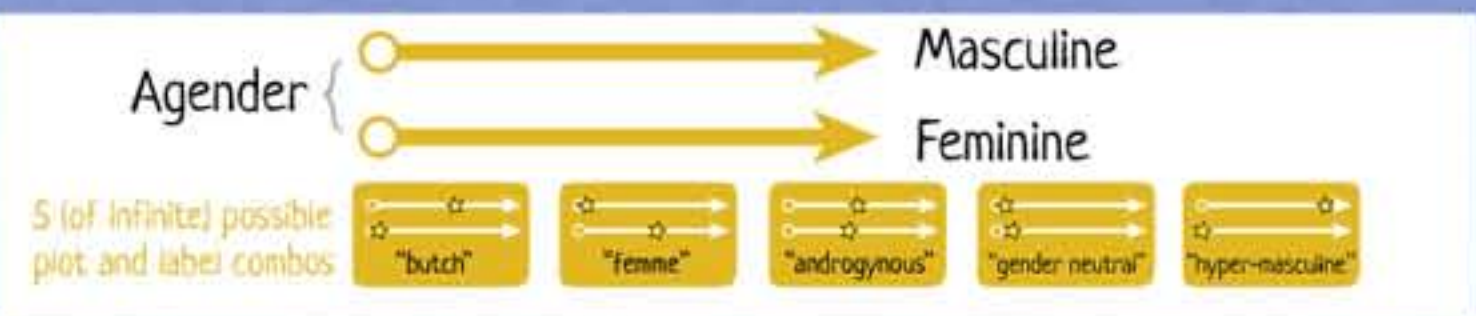 Masculine
Agender {
Feminine
5 (of infinite) possible
plot and label combos
"butch"
"femme"
"androgynous"
"gender neutral"
"hyper-masculine"